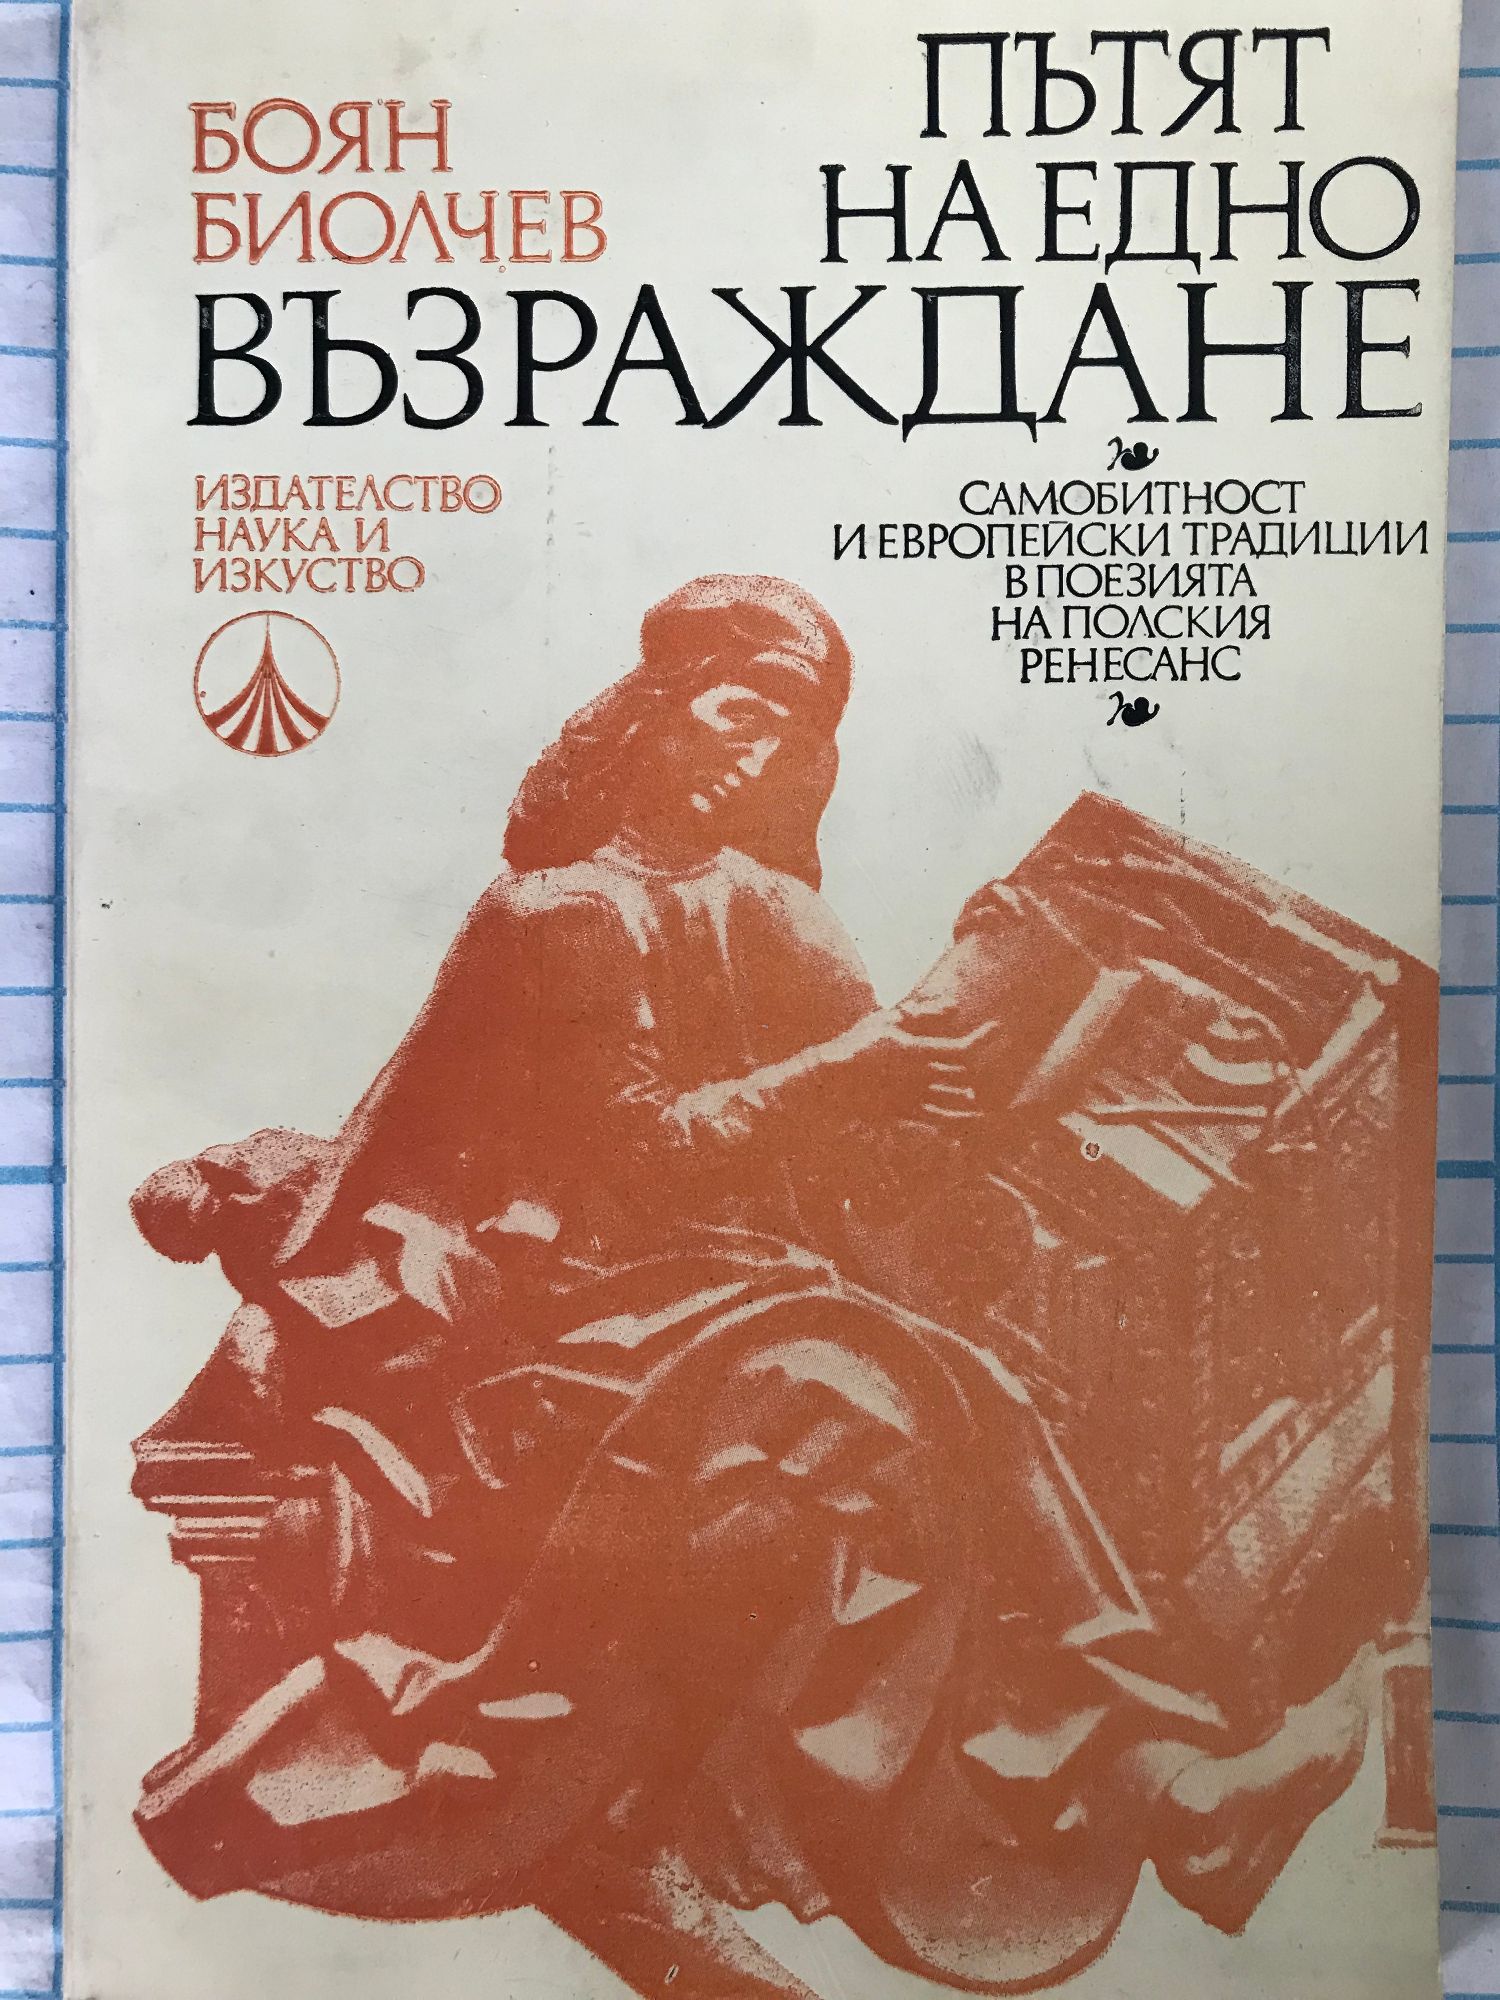 БОЯН
БИОЛЧЕВ
ПЪТЯТ
НА ЕДНО
ВЪЗРАЖДАНЕ
ИЗДАТЕЛСТВО
НАУКА И
ИЗКУСТВО
САМОБИТНОСТ
И ЕВРОПЕЙСКИ ТРАДИЦИИ
В ПОЕЗИЯТА
НА ПОЛСКИЯ
РЕНЕСАНС